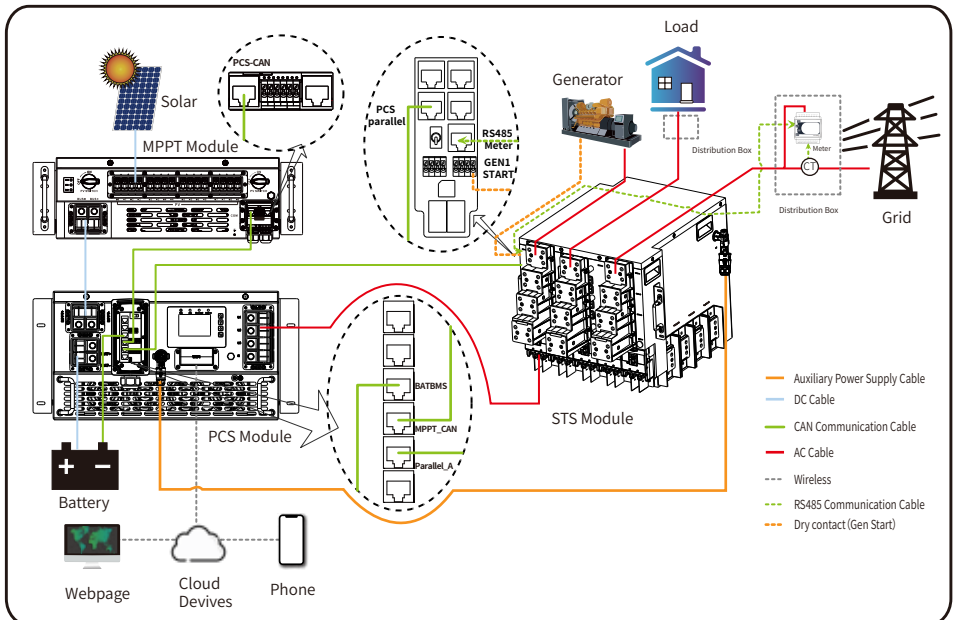 Load
PCS-CAN
Generator
Solar
PCS
parallel
RS485
Meter
MPPT Module
GEN1
START
Distribution Box
Meter
CT
Distribution Box
Grid
BATBMS
MPPT_CAN
Parallel_A
PCS Module
STS Module
Battery
Webpage
Cloud
Devives
Phone
Auxiliary Power Supply Cable
DC Cable
CAN Communication Cable
AC Cable
Wireless
RS485 Communication Cable
Dry contact (Gen Start)